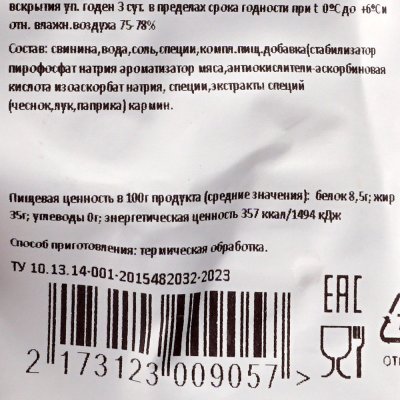 вскрытия уп. годен 3 сут. в пределах срока годности при t 0°С до +6°С и
отн. влажн.воздуха 75-78%
Состав: свинина,вода,соль,специи,компл.пищ.добавка(стабилизатор
пирофосфат натрия ароматизатор мяса,антиокислители-аскорбиновая
кислота изоаскорбат натрия, специи,экстракты специй
(чеснок,лук,паприка) кармин.
Пищевая ценность в 100г продукта (средние значения): белок 8,5г; жир
35г; углеводы 0г; энергетическая ценность 357 ккал/1494 кДж
Способ приготовления: термическая обработка.
ТУ 10.13.14-001-2015482032-2023
EAC
2 173123 009057 >